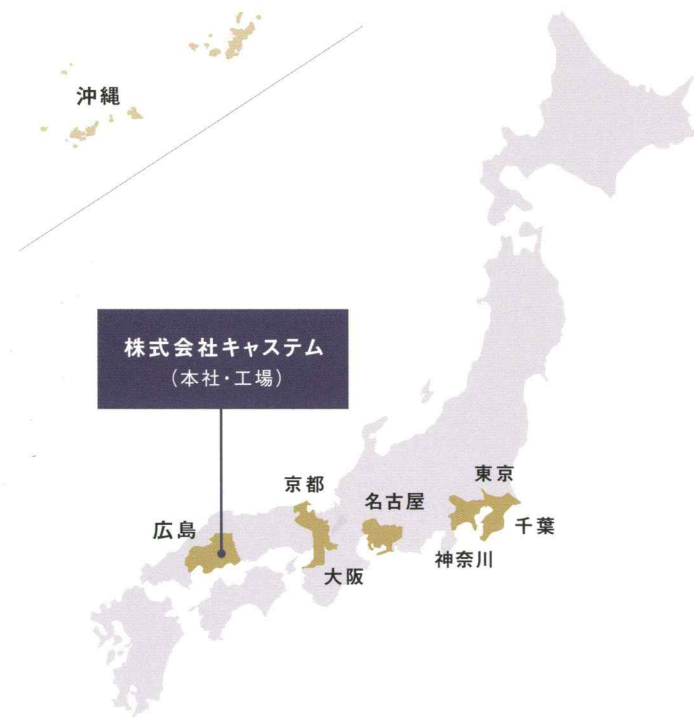 沖縄
株式会社キャステム
（本社・工場）
京都
名古屋
東京
広島
千葉
神奈川
大阪